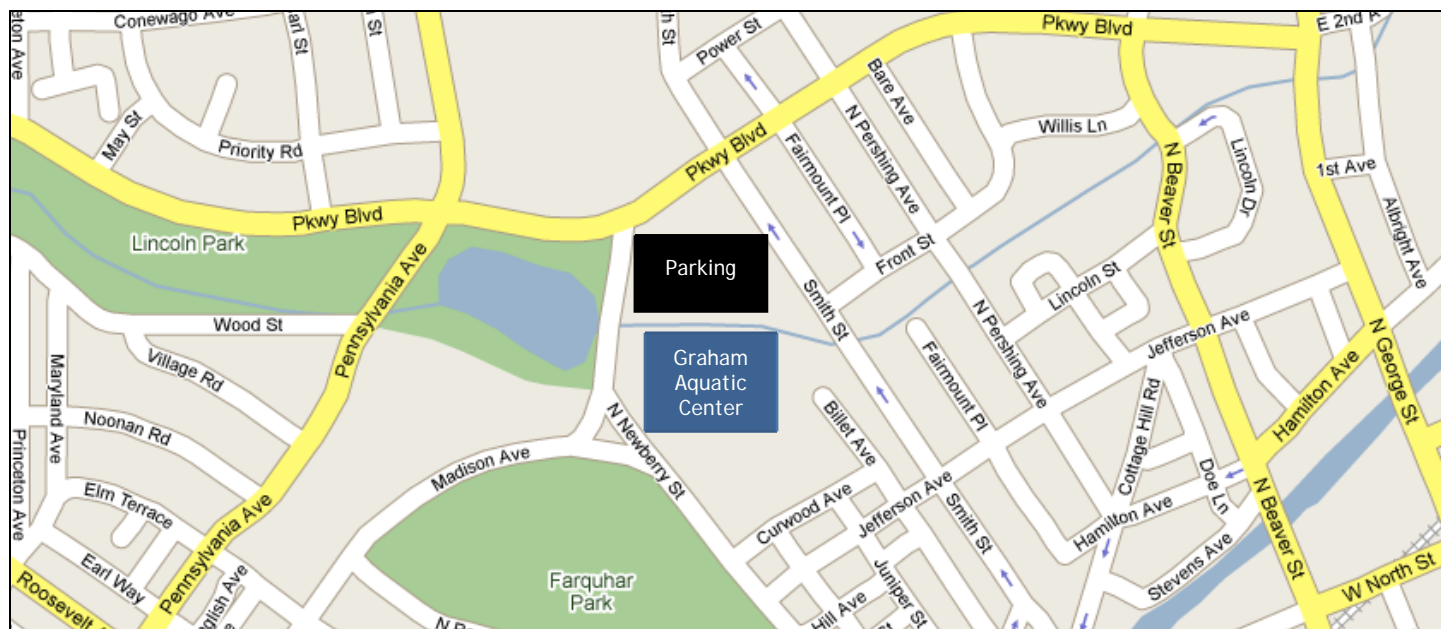 Conewago Ave
Pkwy Blvd
E 2nd A
Power St
Bare Ave
May St
Priority Rd
Willis Ln
N Pershing Ave
Fairmount Pl
Pkwy Blvd
N Beaver St
Lincoln Dr
1st Ave
Albright Ave
Pkwy Blvd
Lincoln Park
Pennsylvania Ave
Parking
Front St
Smith St
Lincoln St
N Pershing Ave
Wood St
Village Rd
Maryland Ave
Noonan Rd
Princeton Ave
Graham
Aquatic
Center
Fairmount Pl
Billet Ave
Jefferson Ave
N George St
Hamilton Ave
Cottage Hill Rd
Doe Ln
N Newberry St
Madison Ave
Elm Terrace
Pennsylvania Ave
Curwood Ave
Jefferson Ave
Smith St
Hamilton Ave
N Beaver St
Stevens Ave
W North St
Early Way
Roosevelt A
glish Ave
Farquhar
Park
Juniper St
Hill Ave